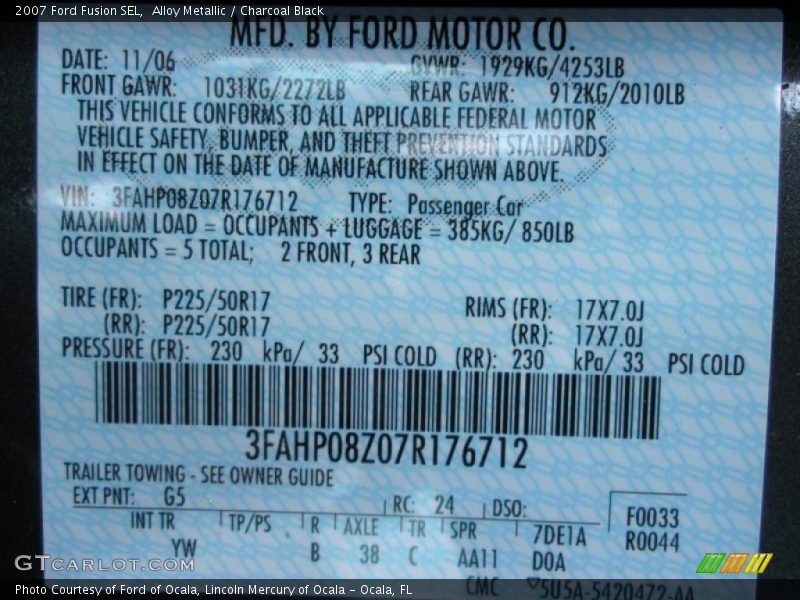 2007 Ford Fusion SEL,  Alloy Metallic / Charcoal Black
MFD. BY FORD MOTOR CO.
DATE: 11/06 GVWR: 1929KG/4253LB
FRONT GAWR: 1031KG/2272LB REAR GAWR: 912KG/2010LB
THIS VEHICLE CONFORMS TO ALL APPLICABLE FEDERAL MOTOR
VEHICLE SAFETY, BUMPER, AND THEFT PREVENTION STANDARDS
IN EFFECT ON THE DATE OF MANUFACTURE SHOWN ABOVE.
VIN: 3FAHP08Z07R176712 TYPE: Passenger Car
MAXIMUM LOAD = OCCUPANTS + LUGGAGE = 385KG/ 850LB
OCCUPANTS = 5 TOTAL; 2 FRONT, 3 REAR
TIRE (FR): P225/50R17 RIMS (FR): 17X7.0J
(RR): P225/50R17 (RR): 17X7.0J
PRESSURE (FR): 230 kPa/ 33 PSI COLD (RR): 230 kPa/ 33 PSI COLD
3FAHP08Z07R176712
TRAILER TOWING - SEE OWNER GUIDE
EXT PNT: G5 RC: 24 DSO: F0033
INT TR TP/PS R AXLE TR SPR 7DE1A R0044
YW B 38 C AA11 D0A
CMC 5U5A-5420472-AA
GTCarLot.com
Photo Courtesy of Ford of Ocala, Lincoln Mercury of Ocala - Ocala, FL